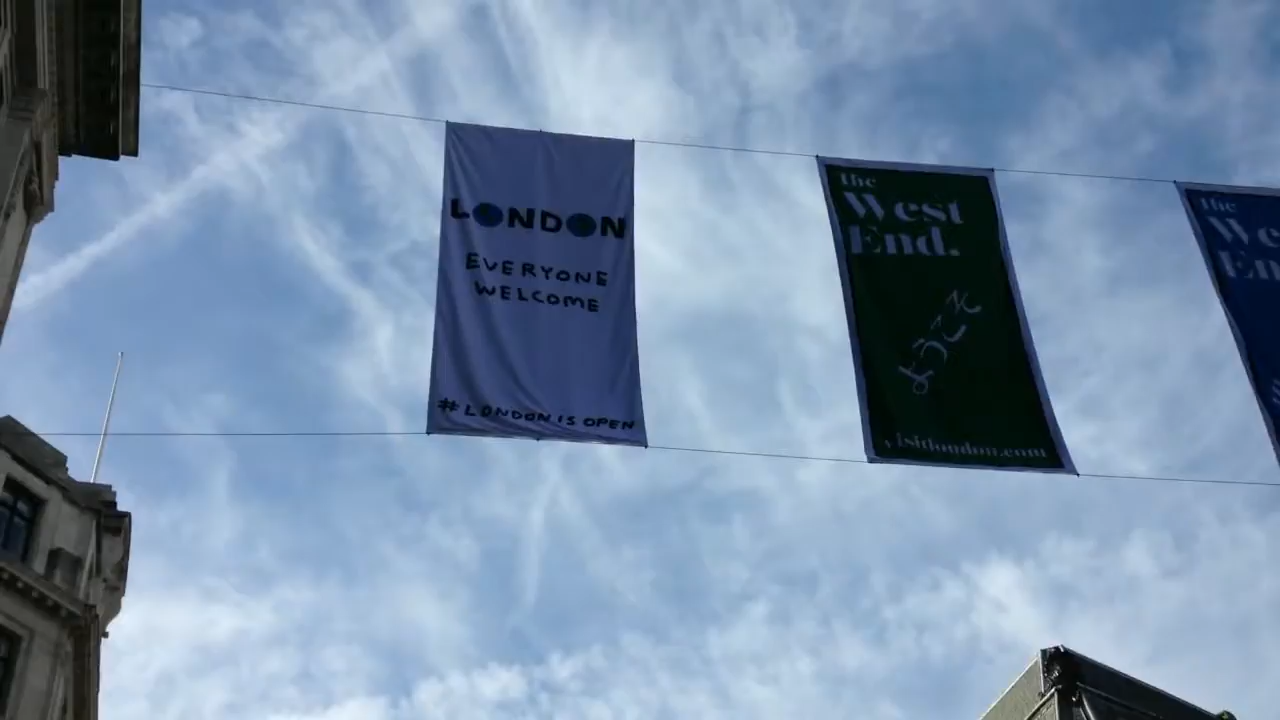 LONDON
EVERYONE
WELCOME
#LONDON IS OPEN
The
West
End.
ようこそ
visitlondon.com
The
We
En